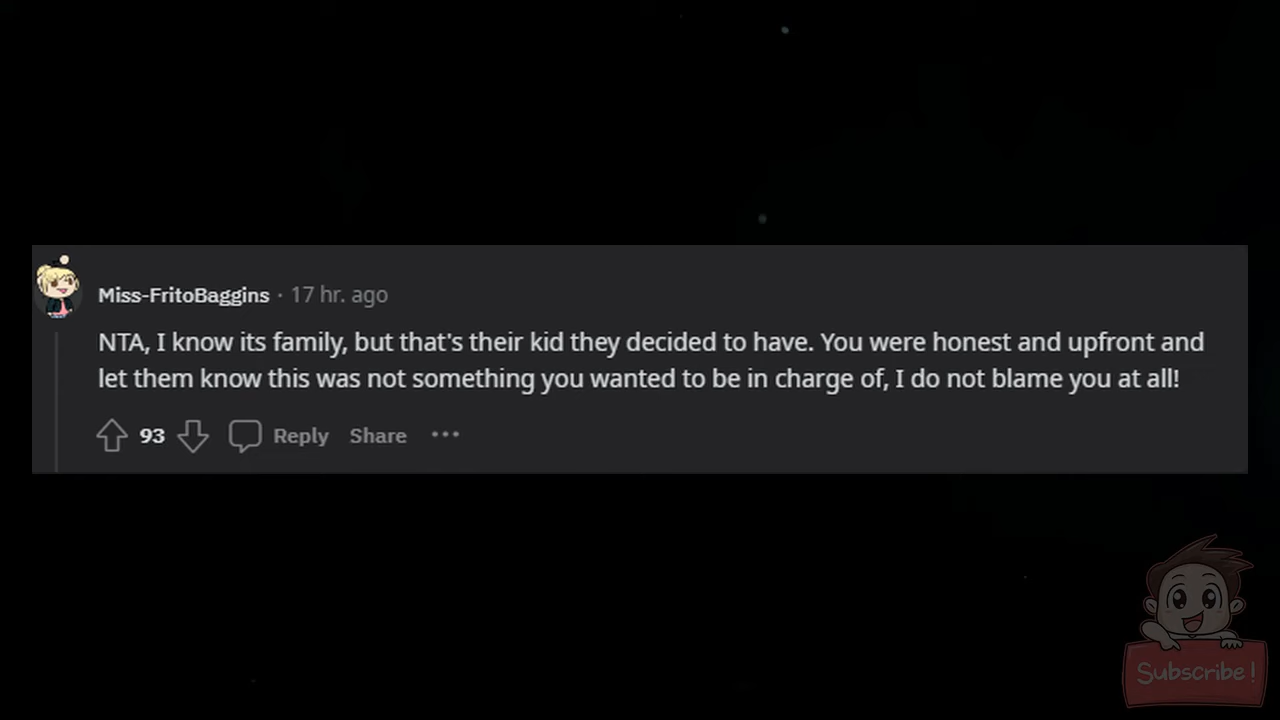 Miss-FritoBaggins · 17 hr. ago
NTA, I know its family, but that's their kid they decided to have. You were honest and upfront and
let them know this was not something you wanted to be in charge of, I do not blame you at all!
93 Reply Share •••
Subscribe!